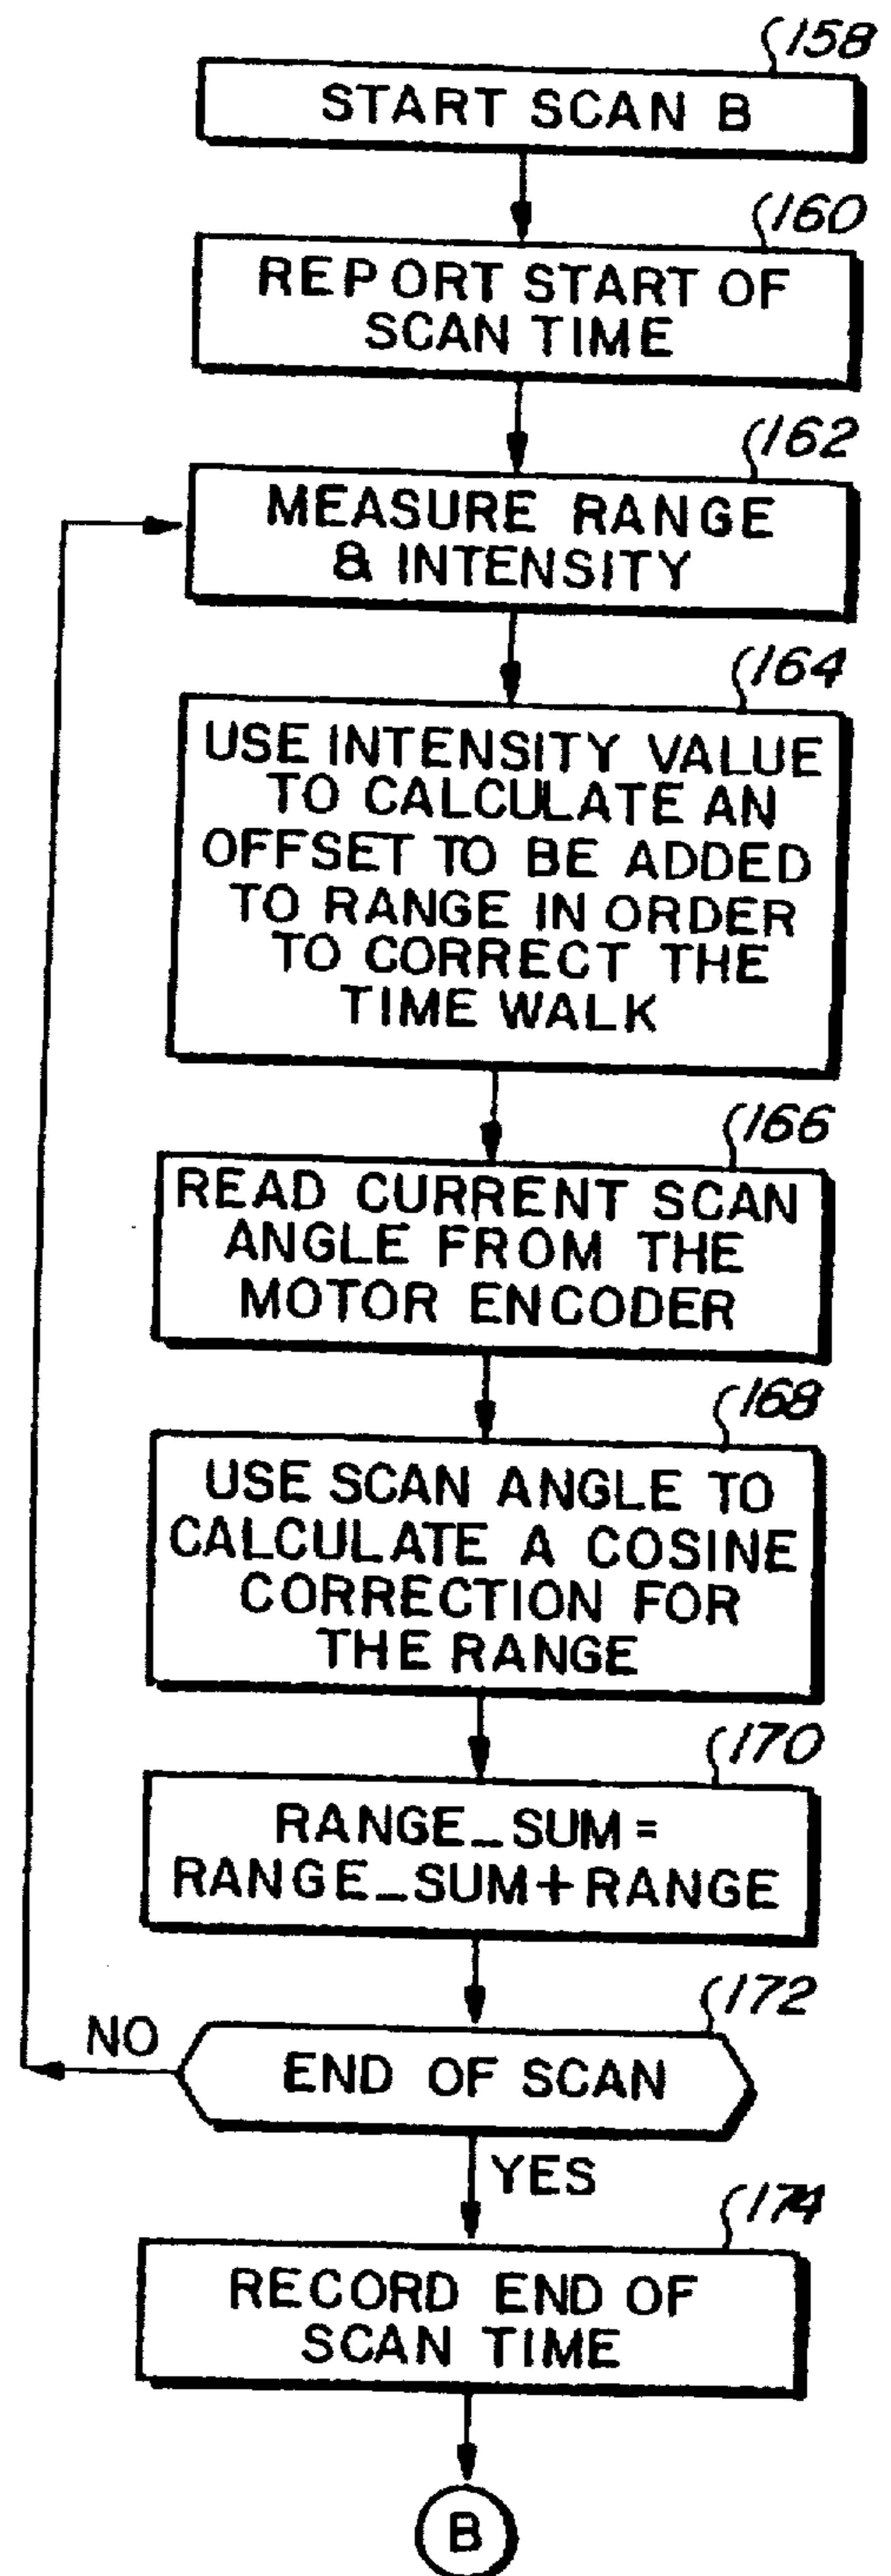 158
START SCAN B
160
REPORT START OF
SCAN TIME
162
MEASURE RANGE
& INTENSITY
164
USE INTENSITY VALUE
TO CALCULATE AN
OFFSET TO BE ADDED
TO RANGE IN ORDER
TO CORRECT THE
TIME WALK
166
READ CURRENT SCAN
ANGLE FROM THE
MOTOR ENCODER
168
USE SCAN ANGLE TO
CALCULATE A COSINE
CORRECTION FOR
THE RANGE
170
RANGE_SUM =
RANGE_SUM+RANGE
172
NO
END OF SCAN
YES
174
RECORD END OF
SCAN TIME
B